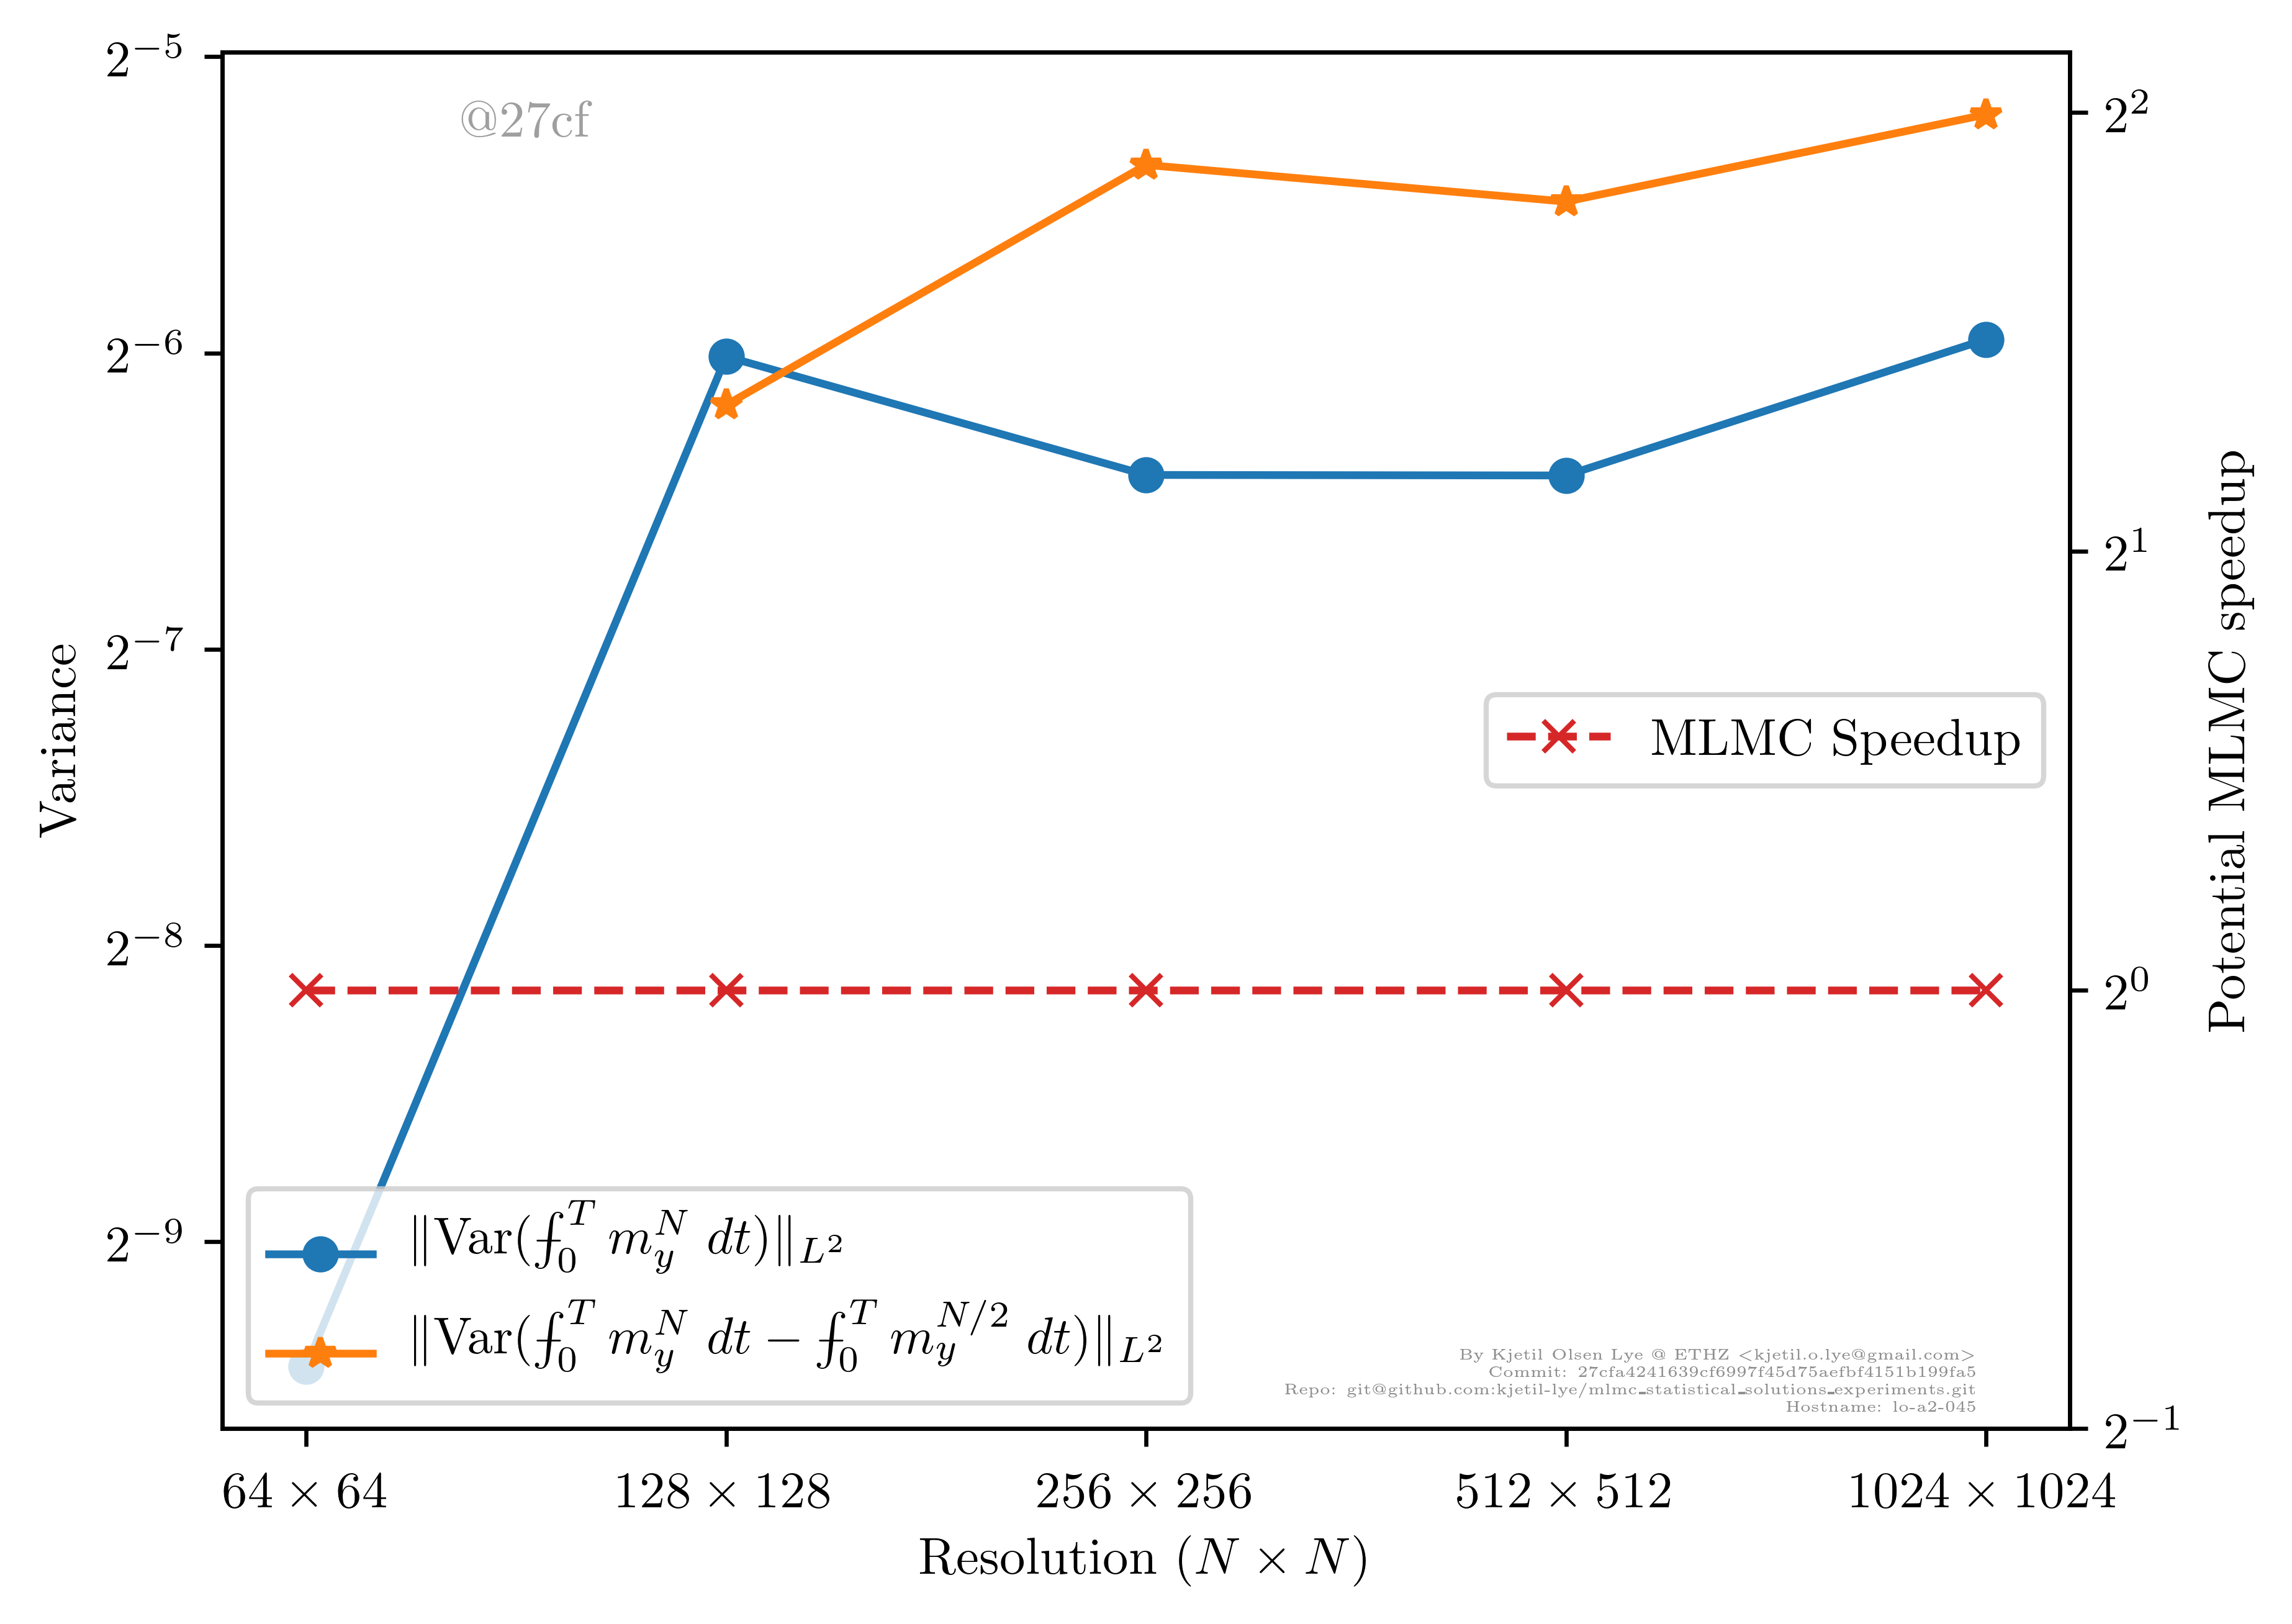 @27cf
2^{-5}
2^{-6}
2^{-7}
2^{-8}
2^{-9}
Variance
2^{2}
2^{1}
2^{0}
2^{-1}
Potential MLMC speedup
MLMC Speedup
‖Var(⨍_0^T m_y^N dt)‖_{L^2}
‖Var(⨍_0^T m_y^N dt − ⨍_0^T m_y^{N/2} dt)‖_{L^2}
By Kjetil Olsen Lye @ ETHZ <kjetil.o.lye@gmail.com>
Commit: 27cfa4241639cf6997f45d75aefbf4151b199fa5
Repo: git@github.com:kjetil-lye/mlmc_statistical_solutions_experiments.git
Hostname: lo-a2-045
64 × 64
128 × 128
256 × 256
512 × 512
1024 × 1024
Resolution (N × N)